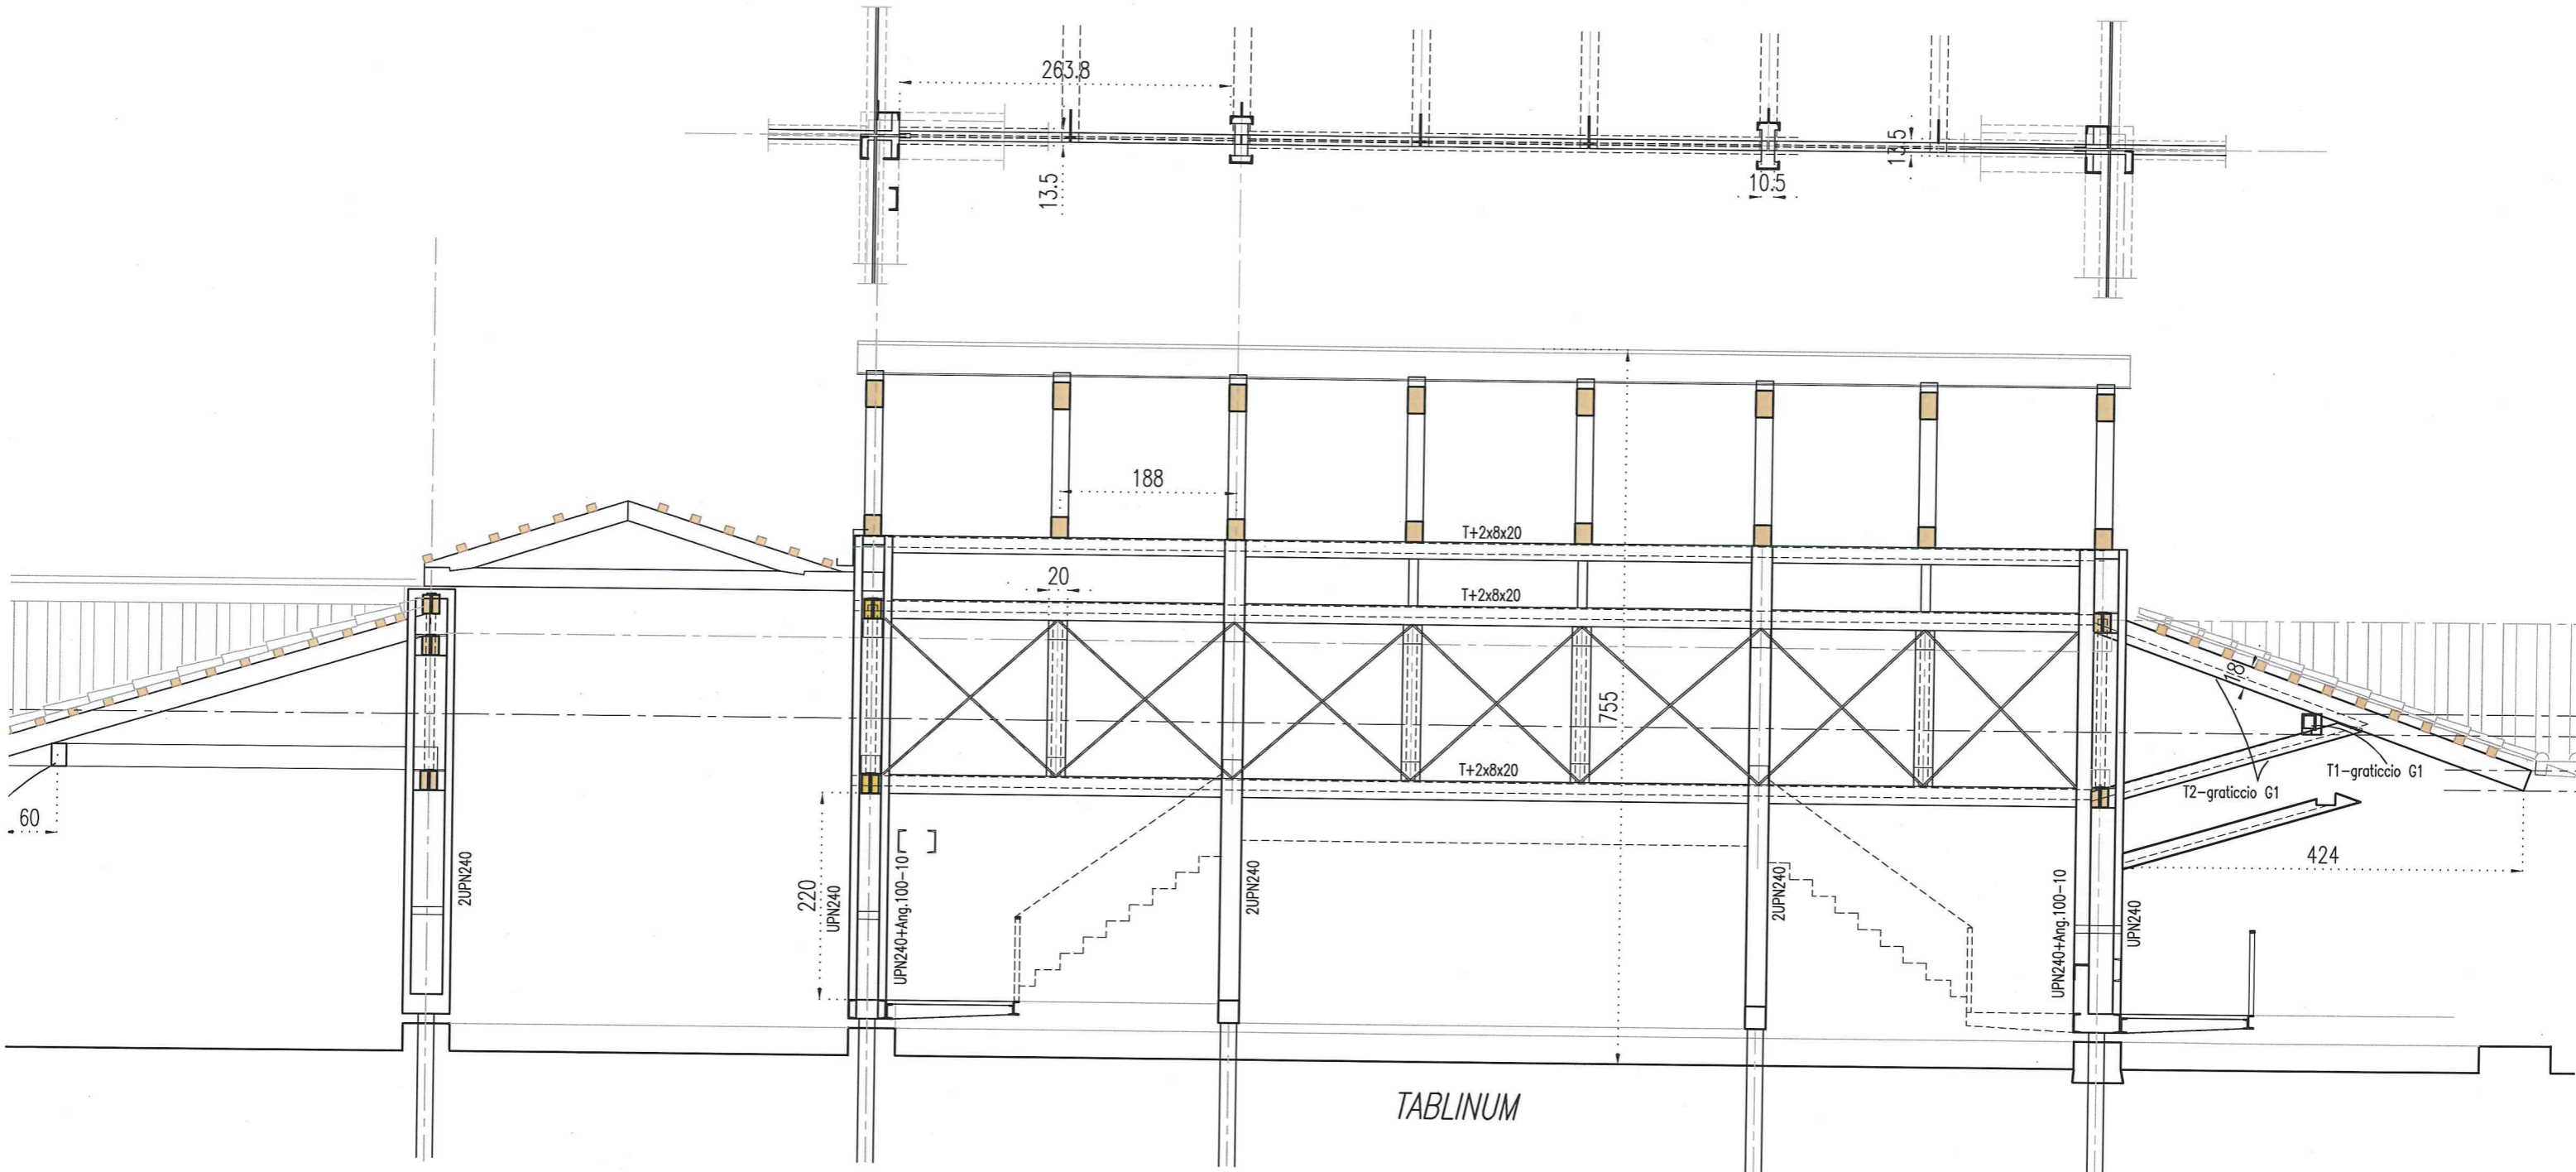 263.8
13.5
10.5
13.5
188
T+2x8x20
20
T+2x8x20
755
18
T+2x8x20
T1-graticcio G1
T2-graticcio G1
60
424
220
2UPN240
UPN240
UPN240+Ang.100-10
2UPN240
2UPN240
UPN240+Ang.100-10
UPN240
TABLINUM